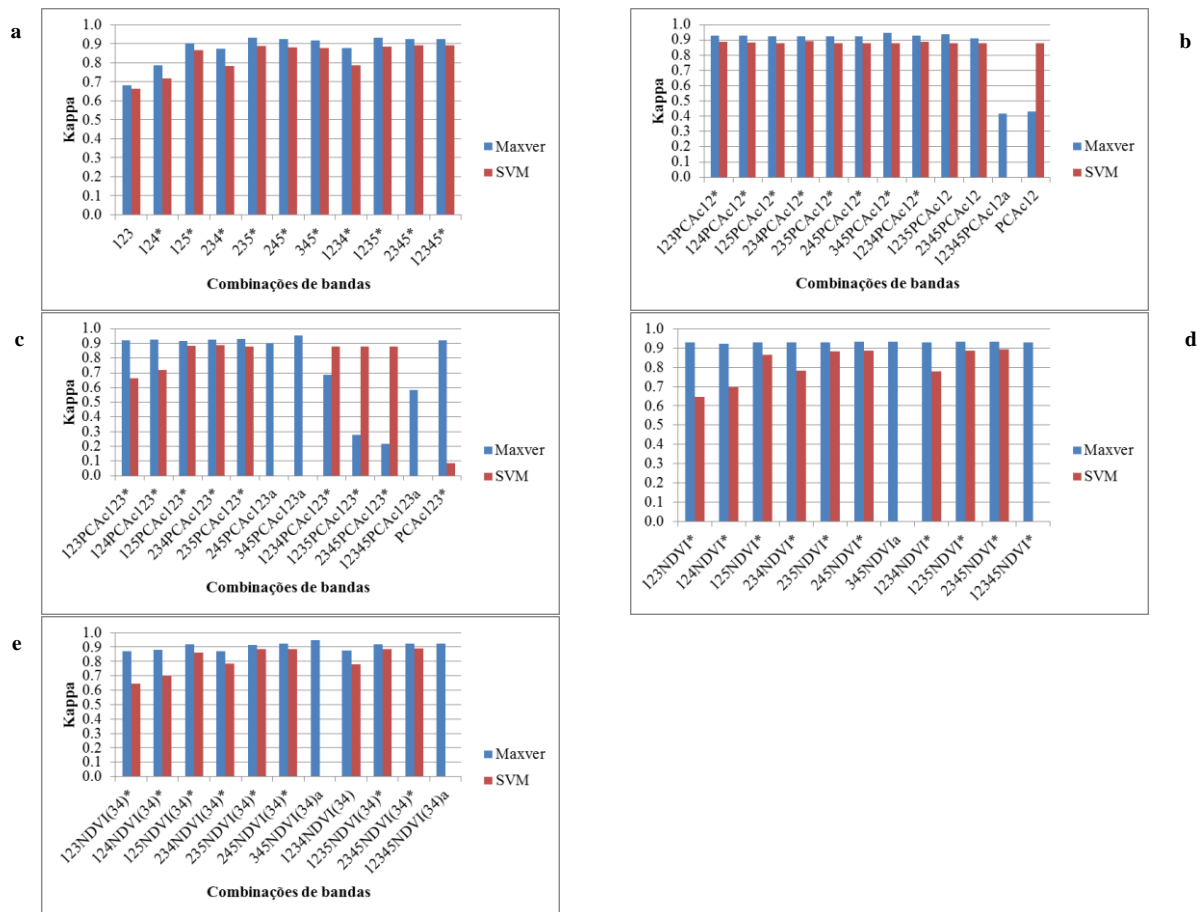 a
1.0
0.9
0.8
0.7
0.6
0.5
0.4
0.3
0.2
0.1
0.0
Kappa
123
124*
125*
234*
235*
245*
345*
1234*
1235*
2345*
12345*
Combinações de bandas
Maxver
SVM
b
1.0
0.9
0.8
0.7
0.6
0.5
0.4
0.3
0.2
0.1
0.0
Kappa
123PCAc12*
124PCAc12*
125PCAc12*
234PCAc12*
235PCAc12*
245PCAc12*
345PCAc12*
1234PCAc12*
1235PCAc12
2345PCAc12
12345PCAc12a
PCAc12
Combinações de bandas
Maxver
SVM
c
1.0
0.9
0.8
0.7
0.6
0.5
0.4
0.3
0.2
0.1
0.0
Kappa
123PCAc123*
124PCAc123*
125PCAc123*
234PCAc123*
235PCAc123*
245PCAc123a
345PCAc123a
1234PCAc123*
1235PCAc123*
2345PCAc123*
12345PCAc123a
PCAc123*
Combinações de bandas
Maxver
SVM
d
1.0
0.9
0.8
0.7
0.6
0.5
0.4
0.3
0.2
0.1
0.0
Kappa
123NDVI*
124NDVI*
125NDVI*
234NDVI*
235NDVI*
245NDVI*
345NDVIa
1234NDVI*
1235NDVI*
2345NDVI*
12345NDVI*
Combinações de bandas
Maxver
SVM
e
1.0
0.9
0.8
0.7
0.6
0.5
0.4
0.3
0.2
0.1
0.0
Kappa
123NDVI(34)*
124NDVI(34)*
125NDVI(34)*
234NDVI(34)*
235NDVI(34)*
245NDVI(34)*
345NDVI(34)a
1234NDVI(34)
1235NDVI(34)*
2345NDVI(34)*
12345NDVI(34)a
Combinações de bandas
Maxver
SVM